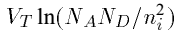 V_T ln(N_A N_D / n_i^2)